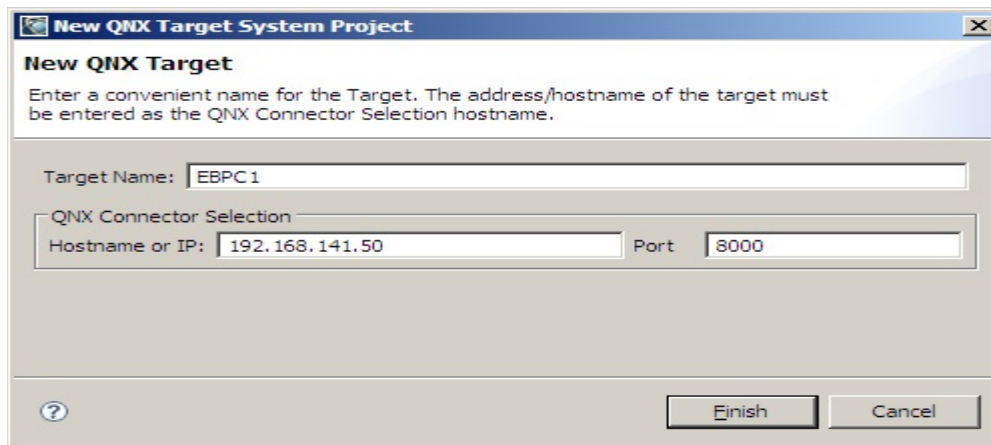 New QNX Target System Project
New QNX Target
Enter a convenient name for the Target. The address/hostname of the target must
be entered as the QNX Connector Selection hostname.
Target Name: EBPC1
QNX Connector Selection
Hostname or IP: 192.168.141.50 Port 8000
? Finish Cancel